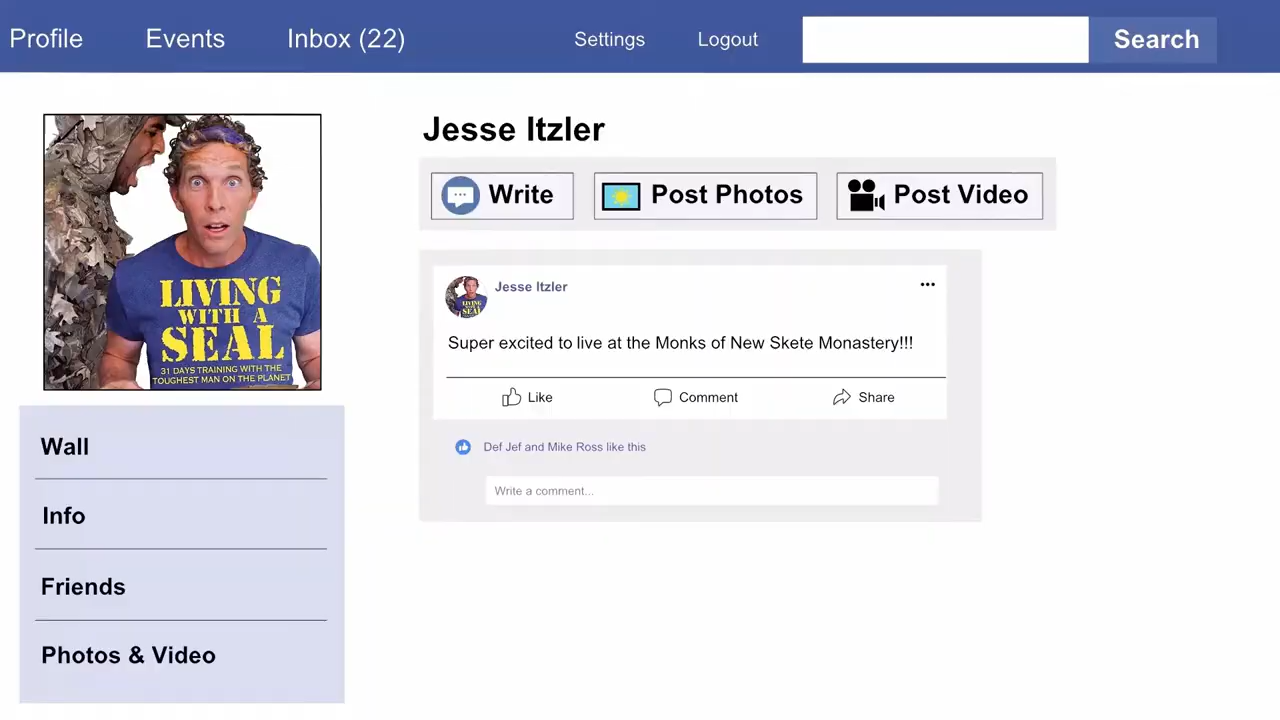 Profile Events Inbox (22) Settings Logout Search
LIVING
WITH A
SEAL
31 DAYS TRAINING WITH THE
TOUGHEST MAN ON THE PLANET
Wall
Info
Friends
Photos & Video
Jesse Itzler
Write Post Photos Post Video
Jesse Itzler
LIVING
WITH A
SEAL
Super excited to live at the Monks of New Skete Monastery!!!
Like Comment Share
Def Jef and Mike Ross like this
Write a comment...